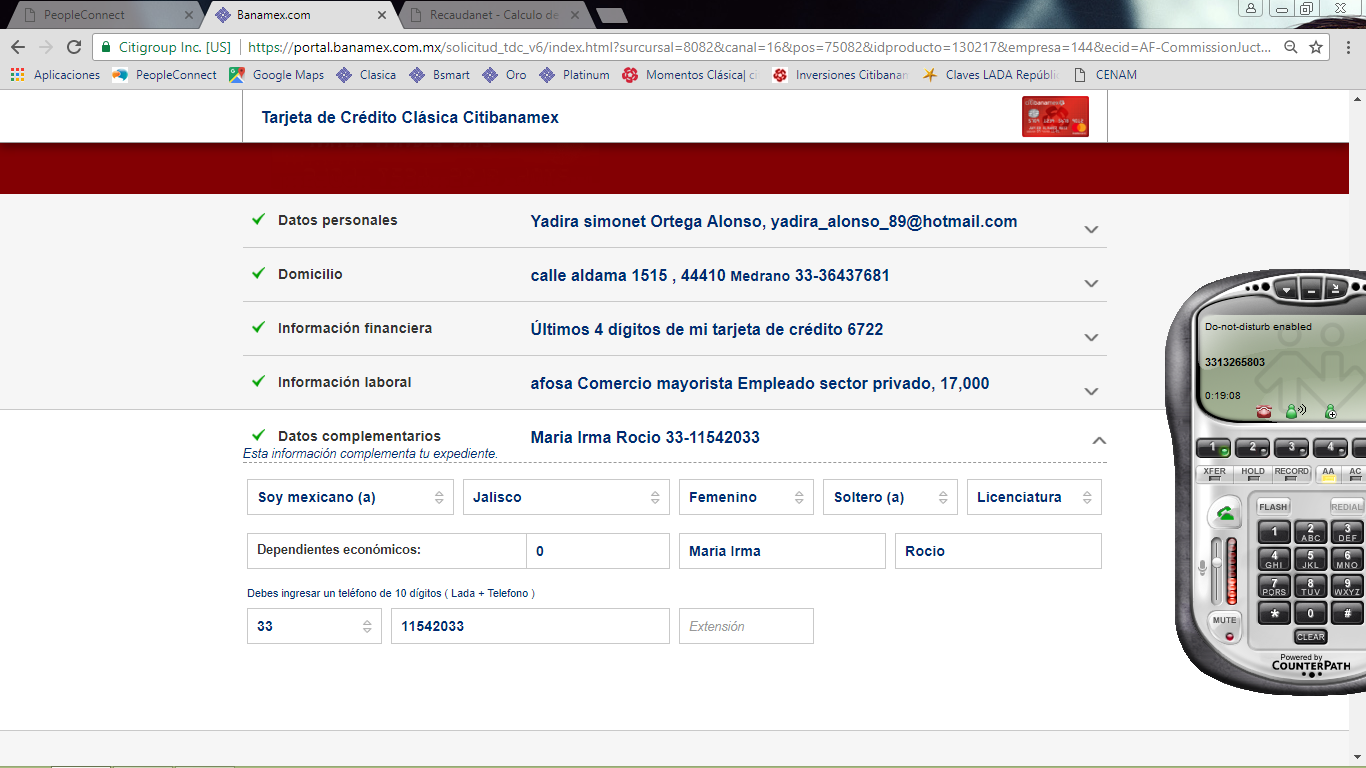 PeopleConnect
Banamex.com
Recaudanet - Calculo de
Citigroup Inc. [US]
https://portal.banamex.com.mx/solicitud_tdc_v6/index.html?surcursal=8082&canal=16&pos=75082&idproducto=130217&empresa=144&ecid=AF-CommissionJuct...
Aplicaciones PeopleConnect Google Maps Clasica Bsmart Oro Platinum Momentos Clásica| ci Inversiones Citibanam Claves LADA Repúbli CENAM
Tarjeta de Crédito Clásica Citibanamex
Datos personales Yadira simonet Ortega Alonso, yadira_alonso_89@hotmail.com
Domicilio calle aldama 1515 , 44410 Medrano 33-36437681
Información financiera Últimos 4 dígitos de mi tarjeta de crédito 6722
Información laboral afosa Comercio mayorista Empleado sector privado, 17,000
Datos complementarios Maria Irma Rocio 33-11542033
Esta información complementa tu expediente.
Soy mexicano (a) Jalisco Femenino Soltero (a) Licenciatura
Dependientes económicos: 0 Maria Irma Rocio
Debes ingresar un teléfono de 10 dígitos ( Lada + Telefono )
33 11542033 Extensión
Do-not-disturb enabled
3313265803
0:19:08
1 2 3 4
XFER HOLD RECORD AA AC
FLASH REDIAL
1 2 ABC 3 DEF
4 GHI 5 JKL 6 MNO
7 PQRS 8 TUV 9 WXYZ
* 0 #
MUTE
CLEAR
Powered by
COUNTERPATH